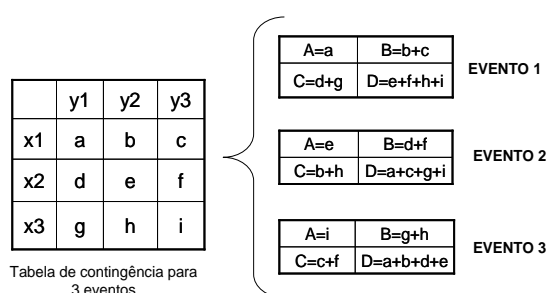 y1 y2 y3
x1 a b c
x2 d e f
x3 g h i
Tabela de contingência para
3 eventos
A=a B=b+c
C=d+g D=e+f+h+i
EVENTO 1
A=e B=d+f
C=b+h D=a+c+g+i
EVENTO 2
A=i B=g+h
C=c+f D=a+b+d+e
EVENTO 3